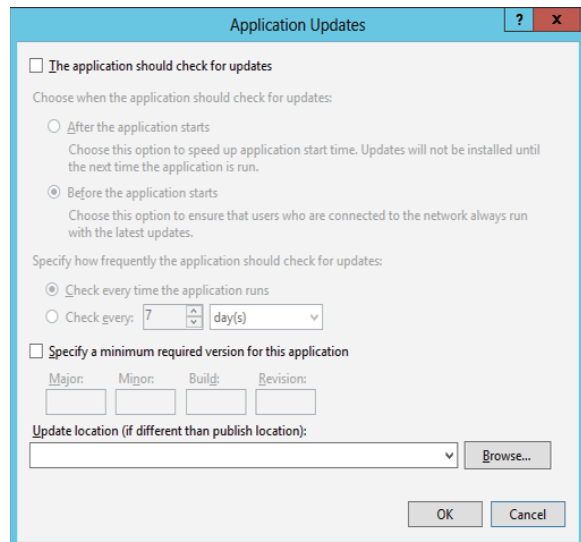 Application Updates
? x
The application should check for updates
Choose when the application should check for updates:
After the application starts
Choose this option to speed up application start time. Updates will not be installed until
the next time the application is run.
Before the application starts
Choose this option to ensure that users who are connected to the network always run
with the latest updates.
Specify how frequently the application should check for updates:
Check every time the application runs
Check every: 7 day(s)
Specify a minimum required version for this application
Major: Minor: Build: Revision:
Update location (if different than publish location):
Browse...
OK Cancel